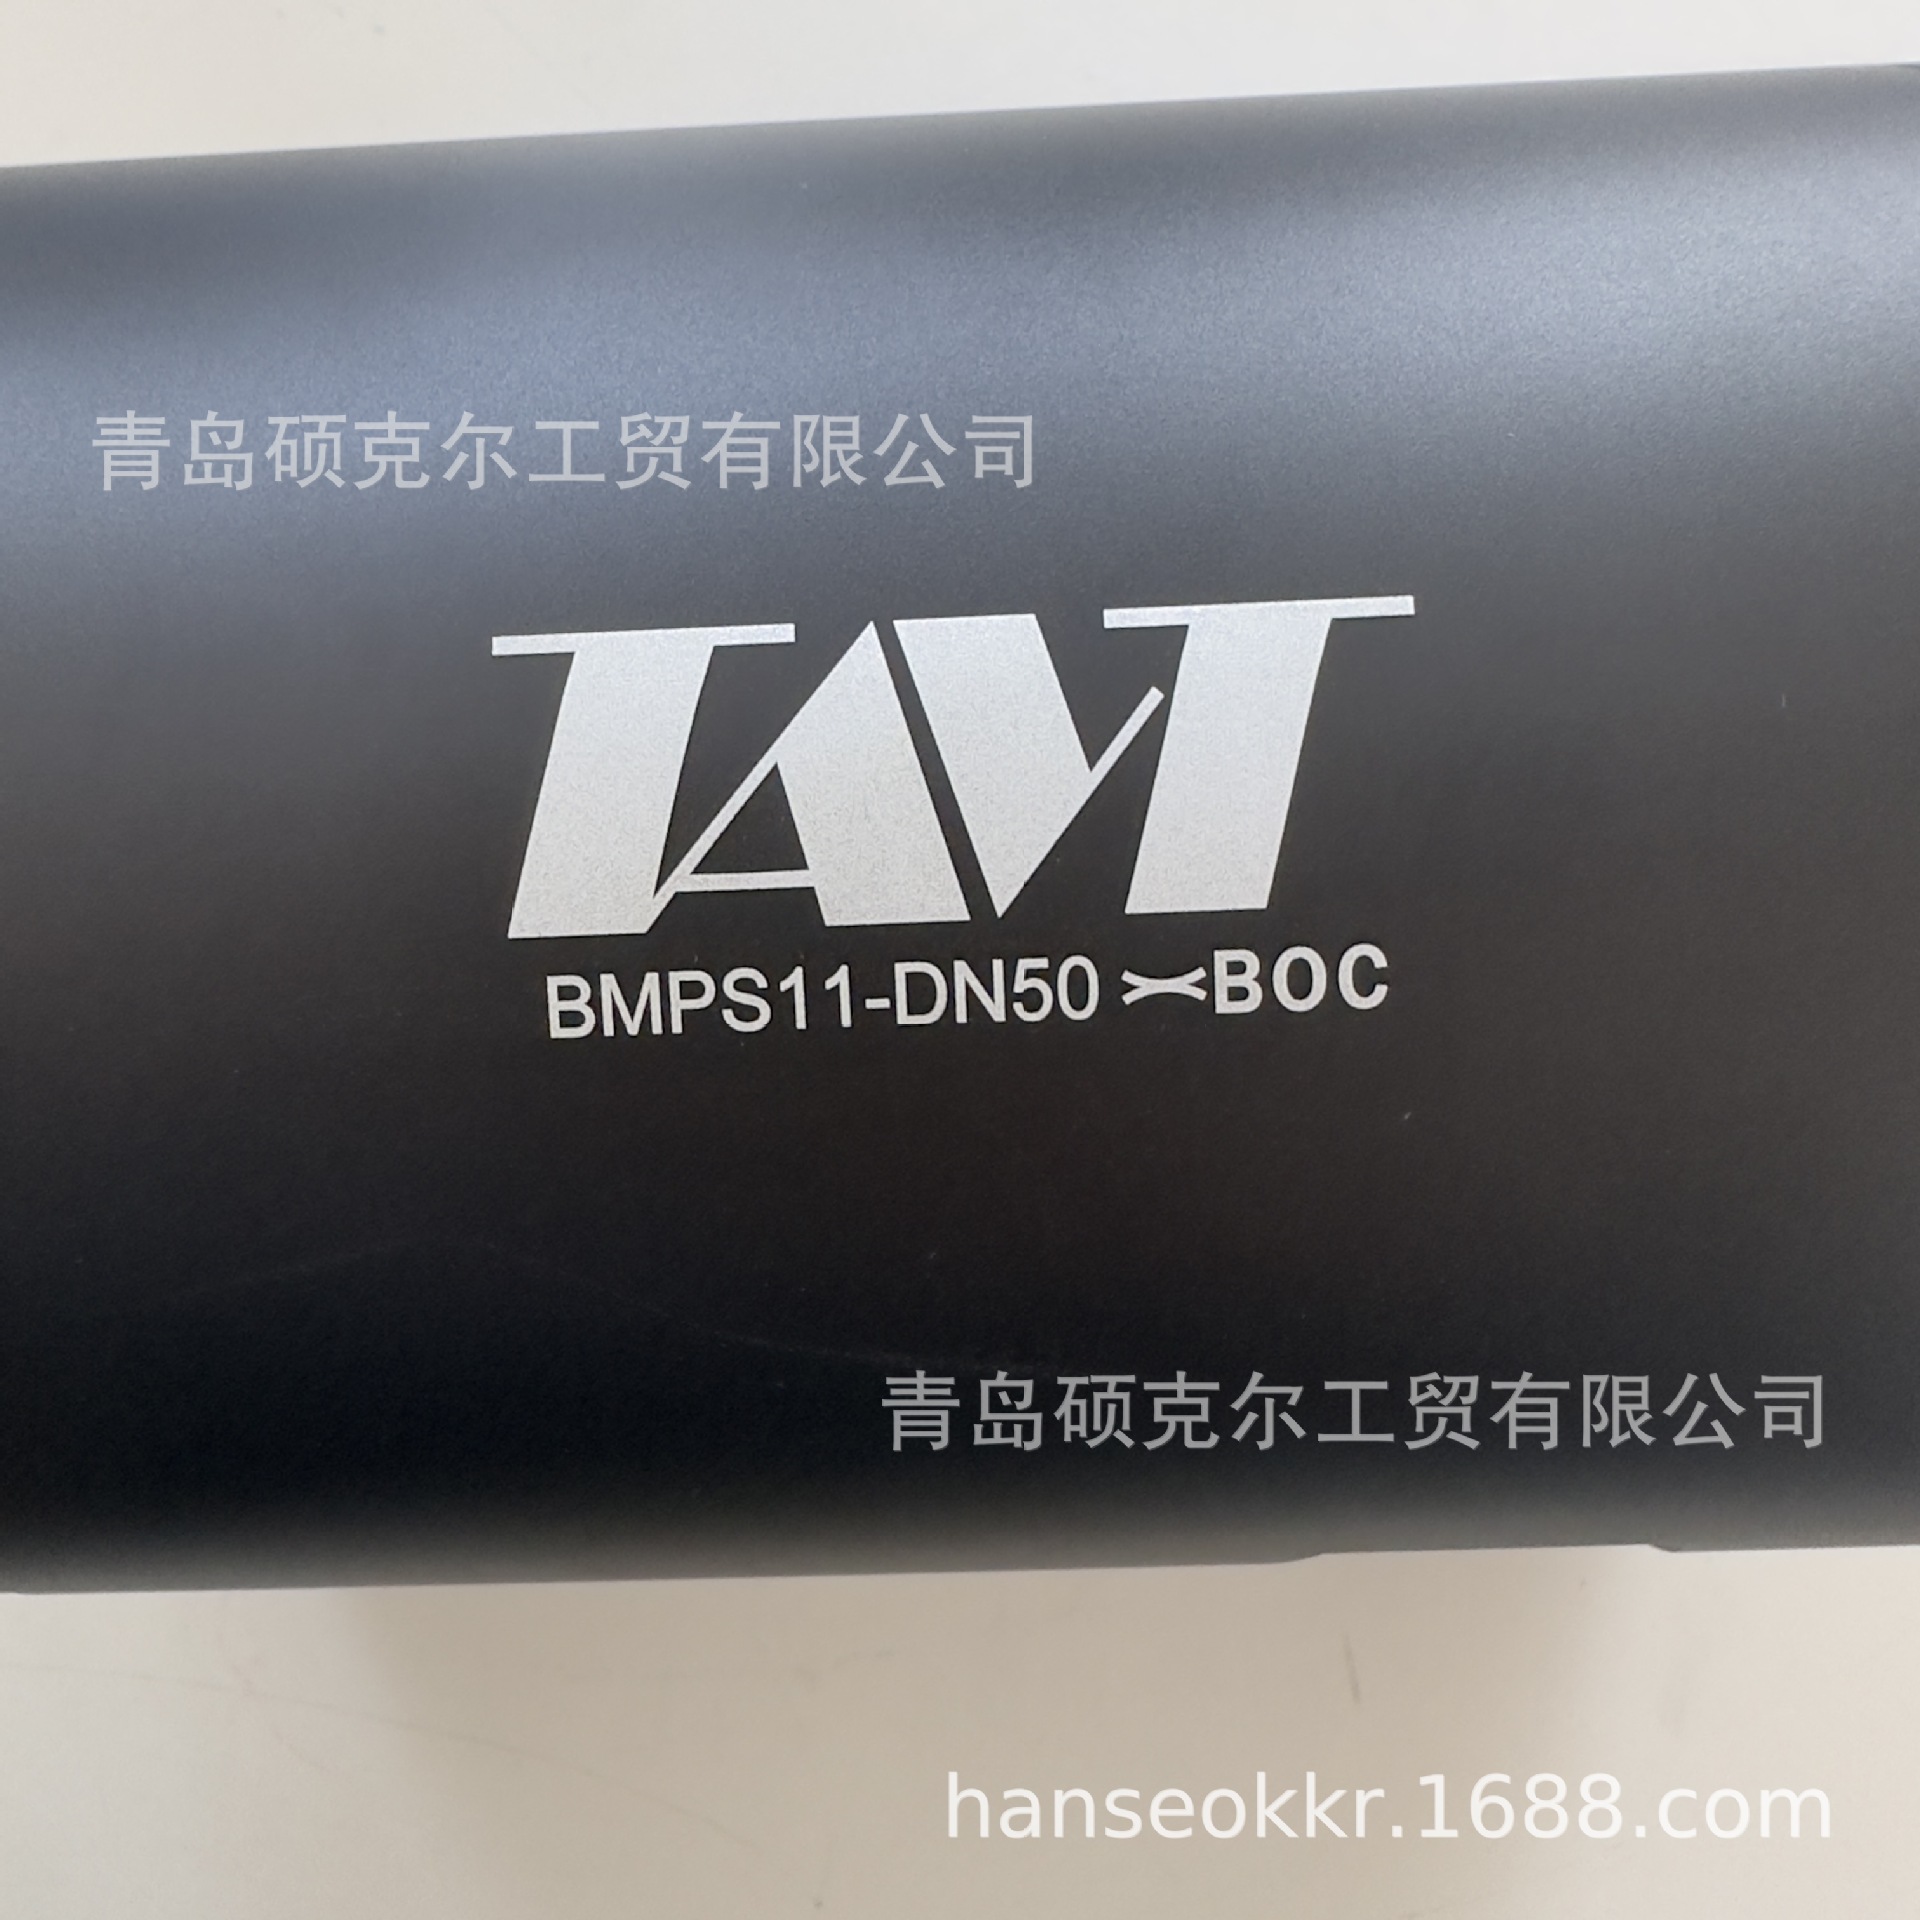 青岛硕克尔工贸有限公司
TAVT
BMPS11-DN50 BOC
青岛硕克尔工贸有限公司
hanseokkr.1688.com